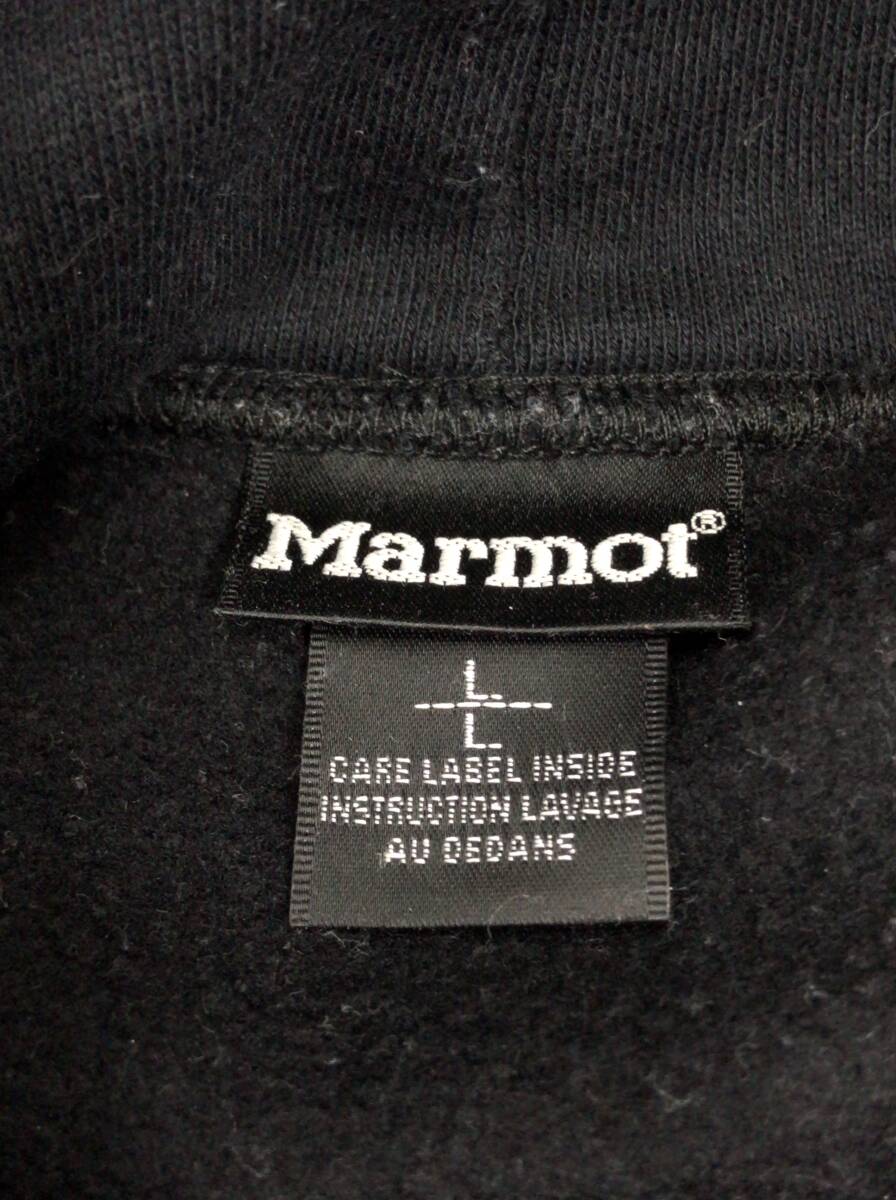 Marmot®
L.
L.
CARE LABEL INSIDE
INSTRUCTION LAVAGE
AU DEDANS